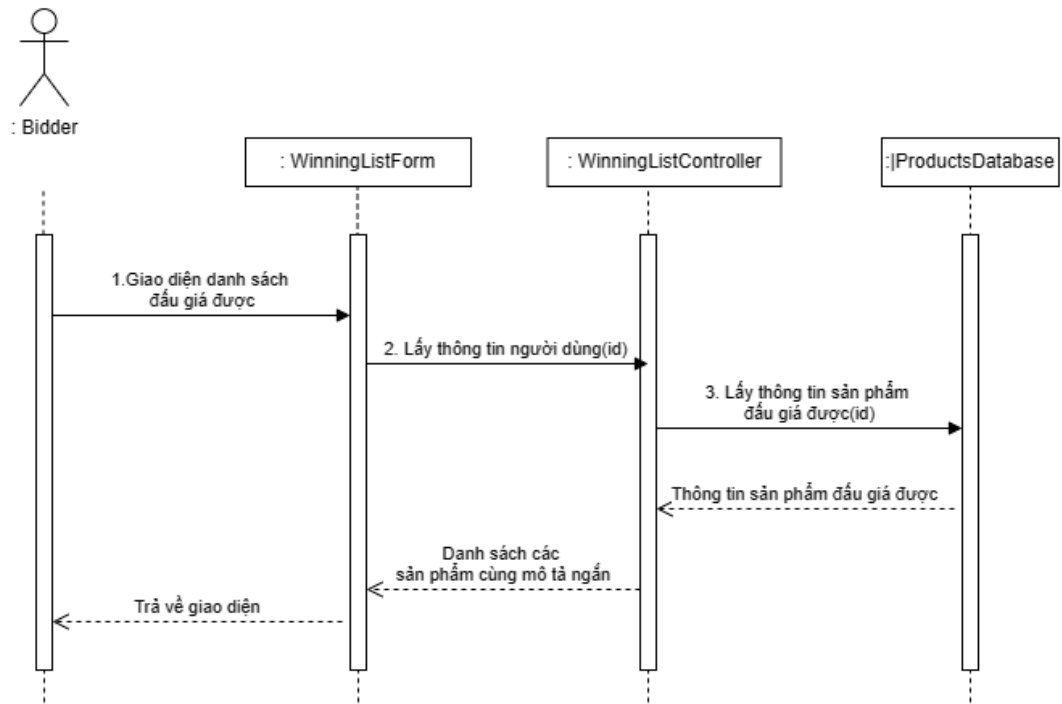 : Bidder
: WinningListForm
: WinningListController
:|ProductsDatabase
1.Giao diện danh sách
đấu giá được
2. Lấy thông tin người dùng(id)
3. Lấy thông tin sản phẩm
đấu giá được(id)
Thông tin sản phẩm đấu giá được
Danh sách các
sản phẩm cùng mô tả ngắn
Trả về giao diện